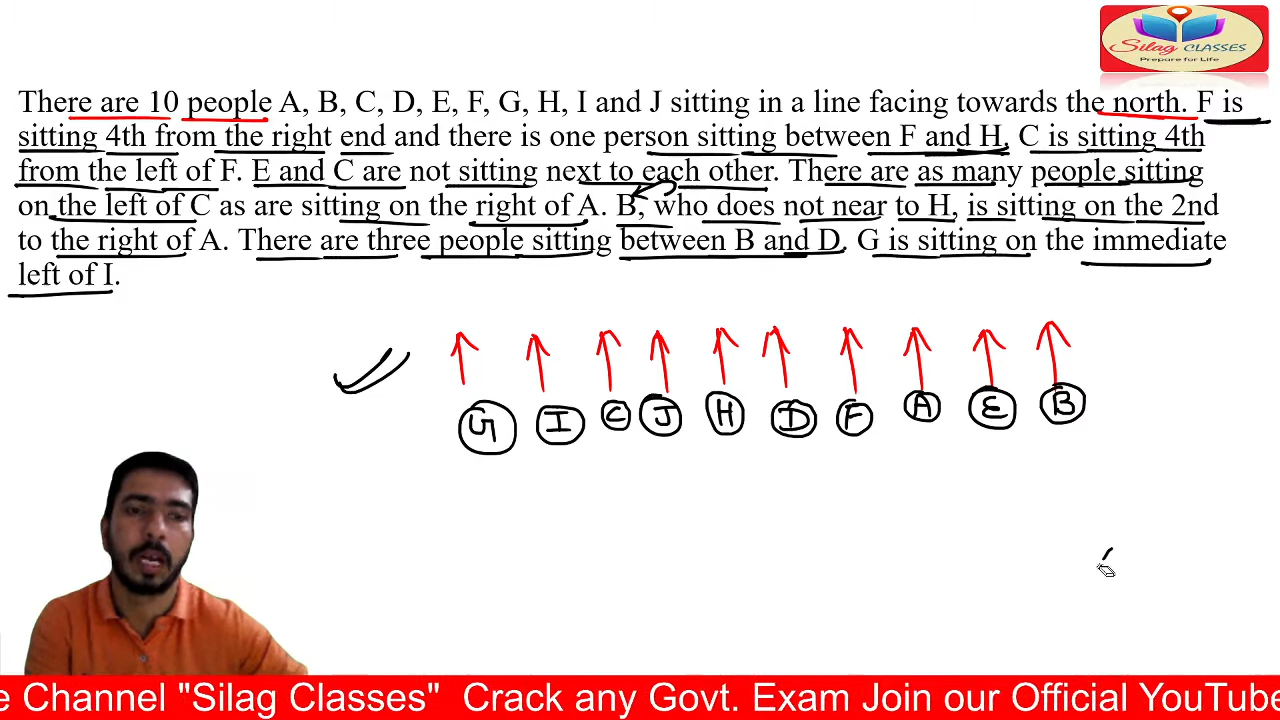 Silag CLASSES
Prepare for Life
There are 10 people A, B, C, D, E, F, G, H, I and J sitting in a line facing towards the north. F is
sitting 4th from the right end and there is one person sitting between F and H, C is sitting 4th
from the left of F. E and C are not sitting next to each other. There are as many people sitting
on the left of C as are sitting on the right of A. B, who does not near to H, is sitting on the 2nd
to the right of A. There are three people sitting between B and D. G is sitting on the immediate
left of I.
G I C J H D F A E B
e Channel "Silag Classes" Crack any Govt. Exam Join our Official YouTube